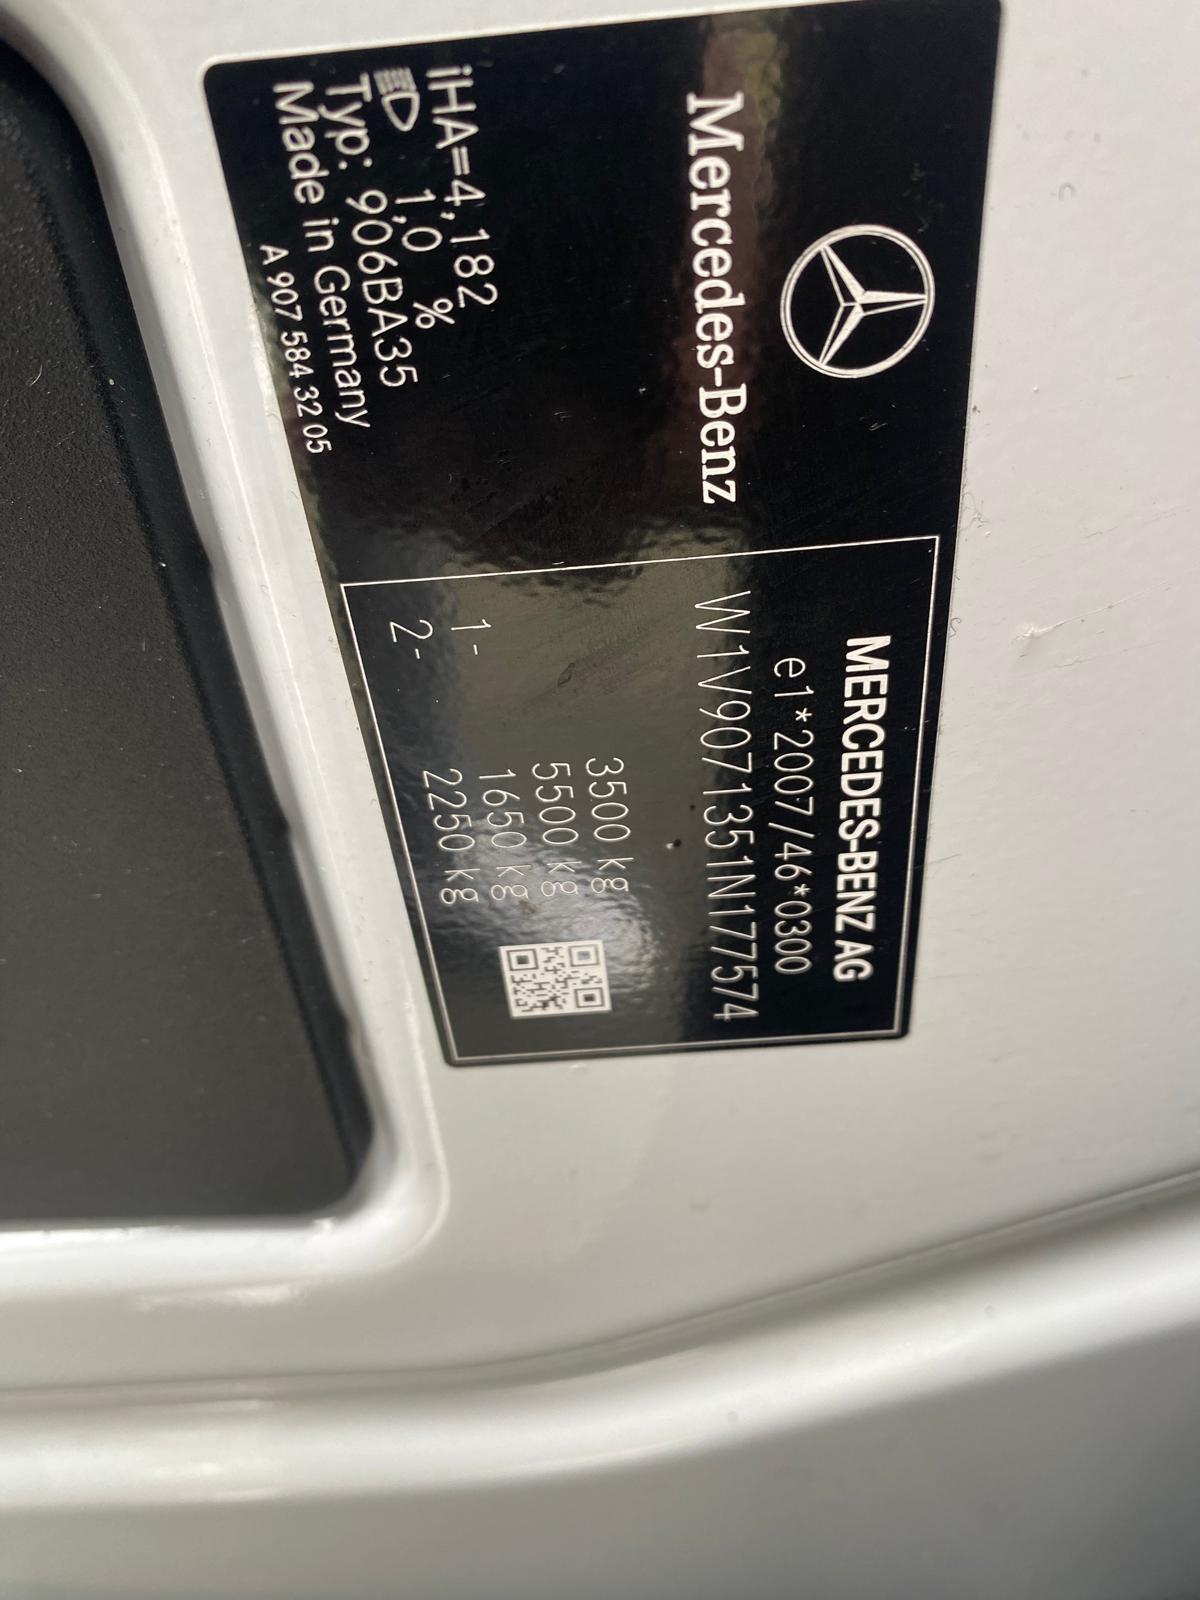 Mercedes-Benz
iHA=4,182
1,0 %
Typ: 906BA35
Made in Germany
A 907 584 32 05
MERCEDES-BENZ AG
e1*2007/46*0300
W1V9071351N177574
3500 kg
5500 kg
1- 1650 kg
2- 2250 kg